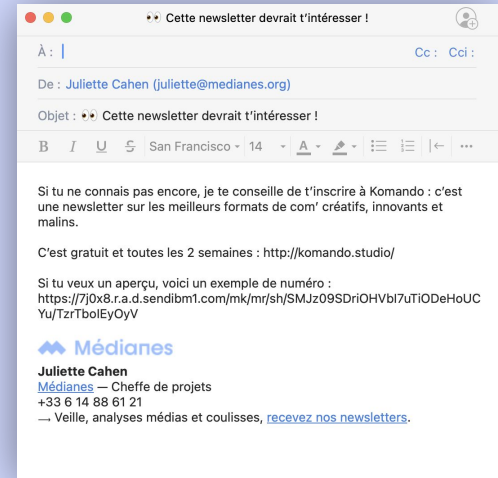 👀 Cette newsletter devrait t'intéresser !
À :
Cc : Cci :
De : Juliette Cahen (juliette@medianes.org)
Objet : 👀 Cette newsletter devrait t'intéresser !
B I U S San Francisco 14 A
Si tu ne connais pas encore, je te conseille de t'inscrire à Komando : c'est
une newsletter sur les meilleurs formats de com' créatifs, innovants et
malins.
C'est gratuit et toutes les 2 semaines : http://komando.studio/
Si tu veux un aperçu, voici un exemple de numéro :
https://7j0x8.r.a.d.sendibm1.com/mk/mr/sh/SMJz09SDriOHVbI7uTiODeHoUC
Yu/TzrTboIEyOyV
Médianes
Juliette Cahen
Médianes — Cheffe de projets
+33 6 14 88 61 21
→ Veille, analyses médias et coulisses, recevez nos newsletters.